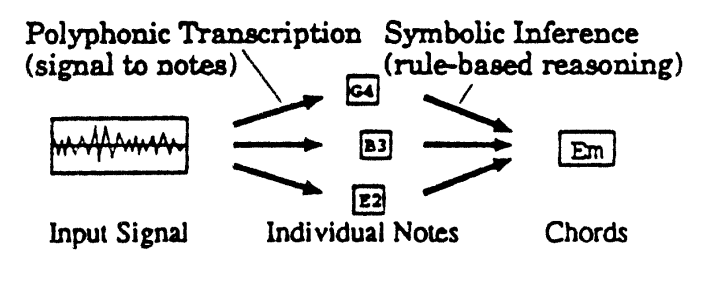 Polyphonic Transcription
(signal to notes)
Symbolic Inference
(rule-based reasoning)
G4
B3
E2
Em
Input Signal
Individual Notes
Chords